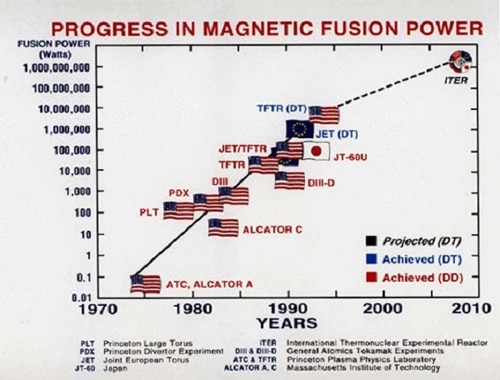 PROGRESS IN MAGNETIC FUSION POWER
FUSION POWER
(Watts)
1,000,000,000
100,000,000
10,000,000
1,000,000
100,000
10,000
1,000
100
10
1
0.1
0.01
TFTR (DT)
JET (DT)
ITER
JET/TFTR
TFTR
JT-60U
DIII
DIII-D
PDX
PLT
ALCATOR C
ATC, ALCATOR A
Projected (DT)
Achieved (DT)
Achieved (DD)
1970 1980 1990 2000 2010
YEARS
PLT Princeton Large Torus ITER International Thermonuclear Experimental Reactor
PDX Princeton Divertor Experiment DIII & DIII-D General Atomics Tokamak Experiments
JET Joint European Torus ATC & TFTR Princeton Plasma Physics Laboratory
JT-60 Japan ALCATOR A, C Massachusetts Institute of Technology